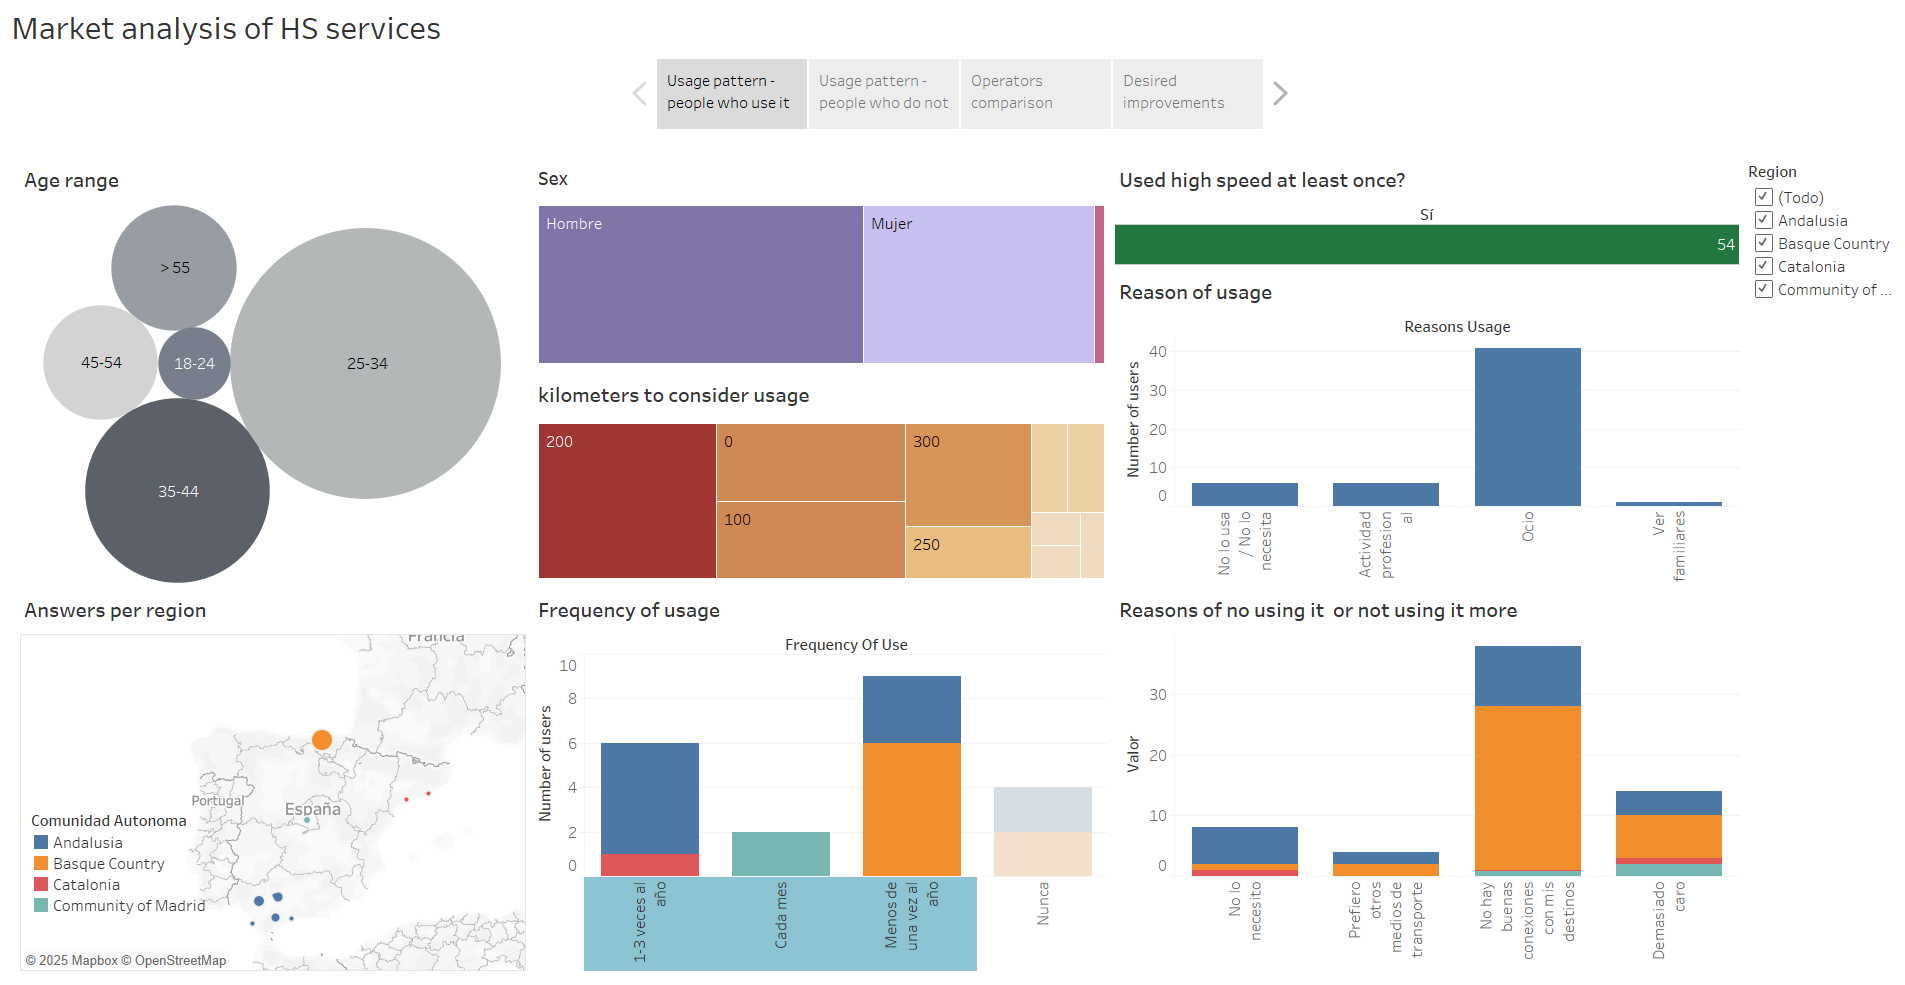 Market analysis of HS services
Usage pattern -
people who use it
Usage pattern -
people who do not
Operators
comparison
Desired
improvements
Age range
> 55
45-54
18-24
25-34
35-44
Sex
Hombre
Mujer
kilometers to consider usage
200
0
300
100
250
Used high speed at least once?
Sí
54
Reason of usage
Reasons Usage
Number of users
40
30
20
10
0
No lo usa
/ No lo
necesita
Actividad
profesion
al
Ocio
Ver
familiares
Region
(Todo)
Andalusia
Basque Country
Catalonia
Community of ...
Answers per region
Francia
Portugal
España
Comunidad Autonoma
Andalusia
Basque Country
Catalonia
Community of Madrid
© 2025 Mapbox © OpenStreetMap
Frequency of usage
Frequency Of Use
Number of users
10
8
6
4
2
0
1-3 veces al
año
Cada mes
Menos de
una vez al
año
Nunca
Reasons of no using it  or not using it more
Valor
30
20
10
0
No lo
necesito
Prefiero
otros
medios de
transporte
No hay
buenas
conexiones
con mis
destinos
Demasiado
caro